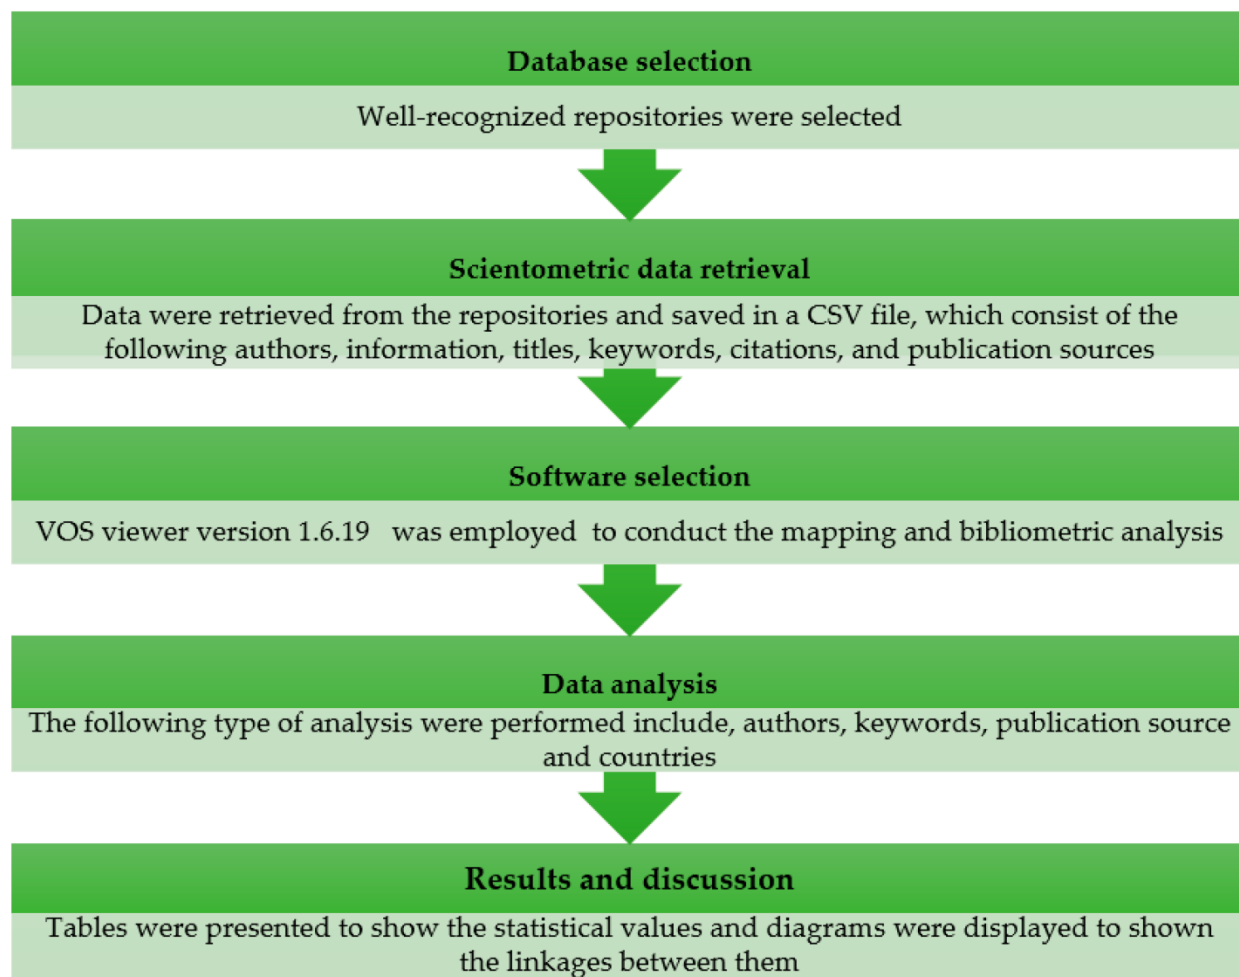 Database selection
Well-recognized repositories were selected
Scientometric data retrieval
Data were retrieved from the repositories and saved in a CSV file, which consist of the
following authors, information, titles, keywords, citations, and publication sources
Software selection
VOS viewer version 1.6.19 was employed to conduct the mapping and bibliometric analysis
Data analysis
The following type of analysis were performed include, authors, keywords, publication source
and countries
Results and discussion
Tables were presented to show the statistical values and diagrams were displayed to shown
the linkages between them